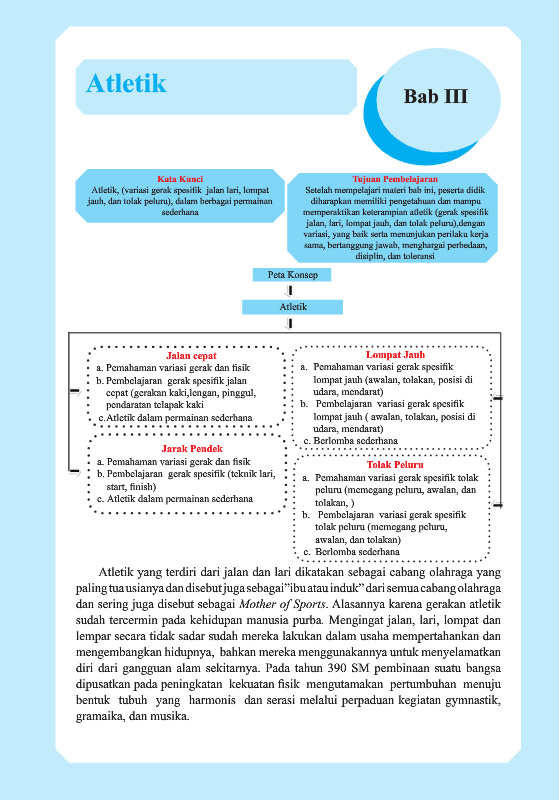 Atletik
Bab III
Kata Kunci
Atletik, (variasi gerak spesifik jalan lari, lompat
jauh, dan tolak peluru), dalam berbagai permainan
sederhana
Tujuan Pembelajaran
Setelah mempelajari materi bab ini, peserta didik
diharapkan memiliki pengetahuan dan mampu
memperaktikan keterampian atletik (gerak spesifik
jalan, lari, lompat jauh, dan tolak peluru),dengan
variasi, yang baik serta menunjukan perilaku kerja
sama, bertanggung jawab, menghargai perbedaan,
disiplin, dan toleransi
Peta Konsep
Atletik
Jalan cepat
a. Pemahaman variasi gerak dan fisik
b. Pembelajaran gerak spesifik jalan
cepat (gerakan kaki,lengan, pinggul,
pendaratan telapak kaki
c. Atletik dalam permainan sederhana
Jarak Pendek
a. Pemahaman variasi gerak dan fisik
b. Pembelajaran gerak spesifik (teknik lari,
start, finish)
c. Atletik dalam permainan sederhana
Lompat Jauh
a. Pemahaman variasi gerak spesifik
lompat jauh (awalan, tolakan, posisi di
udara, mendarat)
b. Pembelajaran variasi gerak spesifik
lompat jauh ( awalan, tolakan, posisi di
udara, mendarat)
c. Berlomba sederhana
Tolak Peluru
a. Pemahaman variasi gerak spesifik tolak
peluru (memegang peluru, awalan, dan
tolakan, )
b. Pembelajaran variasi gerak spesifik
tolak peluru (memegang peluru,
awalan, dan tolakan)
c. Berlomba sederhana
Atletik yang terdiri dari jalan dan lari dikatakan sebagai cabang olahraga yang
paling tua usianya dan disebut juga sebagai”ibu atau induk” dari semua cabang olahraga
dan sering juga disebut sebagai Mother of Sports. Alasannya karena gerakan atletik
sudah tercermin pada kehidupan manusia purba. Mengingat jalan, lari, lompat dan
lempar secara tidak sadar sudah mereka lakukan dalam usaha mempertahankan dan
mengembangkan hidupnya, bahkan mereka menggunakannya untuk menyelamatkan
diri dari gangguan alam sekitarnya. Pada tahun 390 SM pembinaan suatu bangsa
dipusatkan pada peningkatan kekuatan fisik mengutamakan pertumbuhan menuju
bentuk tubuh yang harmonis dan serasi melalui perpaduan kegiatan gymnastik,
gramaika, dan musika.